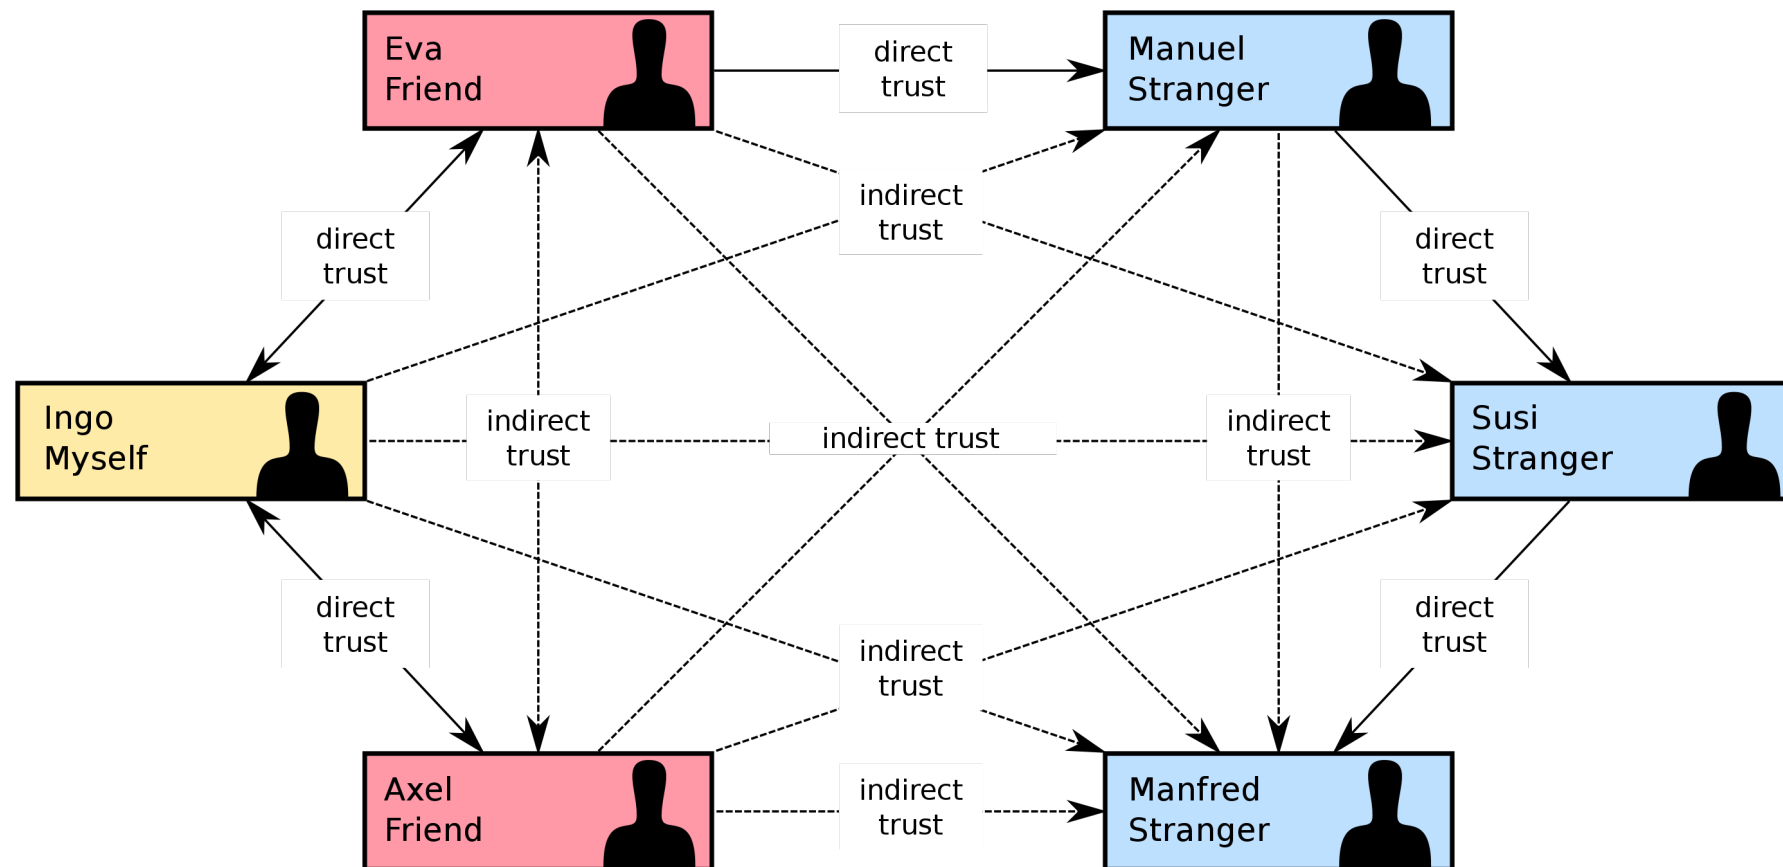 Eva
Friend
direct
trust
Manuel
Stranger
indirect
trust
direct
trust
direct
trust
Ingo
Myself
indirect
trust
indirect trust
indirect
trust
Susi
Stranger
direct
trust
indirect
trust
direct
trust
Axel
Friend
indirect
trust
Manfred
Stranger